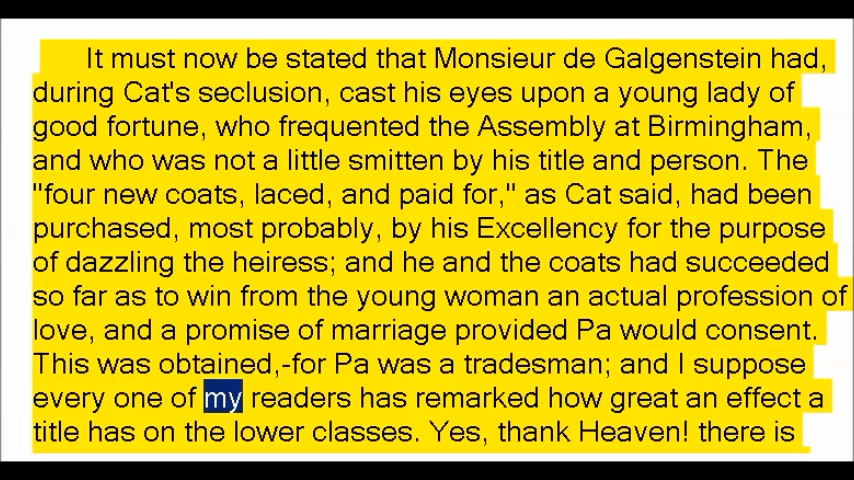 It must now be stated that Monsieur de Galgenstein had,
during Cat's seclusion, cast his eyes upon a young lady of
good fortune, who frequented the Assembly at Birmingham,
and who was not a little smitten by his title and person. The
"four new coats, laced, and paid for," as Cat said, had been
purchased, most probably, by his Excellency for the purpose
of dazzling the heiress; and he and the coats had succeeded
so far as to win from the young woman an actual profession of
love, and a promise of marriage provided Pa would consent.
This was obtained,-for Pa was a tradesman; and I suppose
every one of my readers has remarked how great an effect a
title has on the lower classes. Yes, thank Heaven! there is